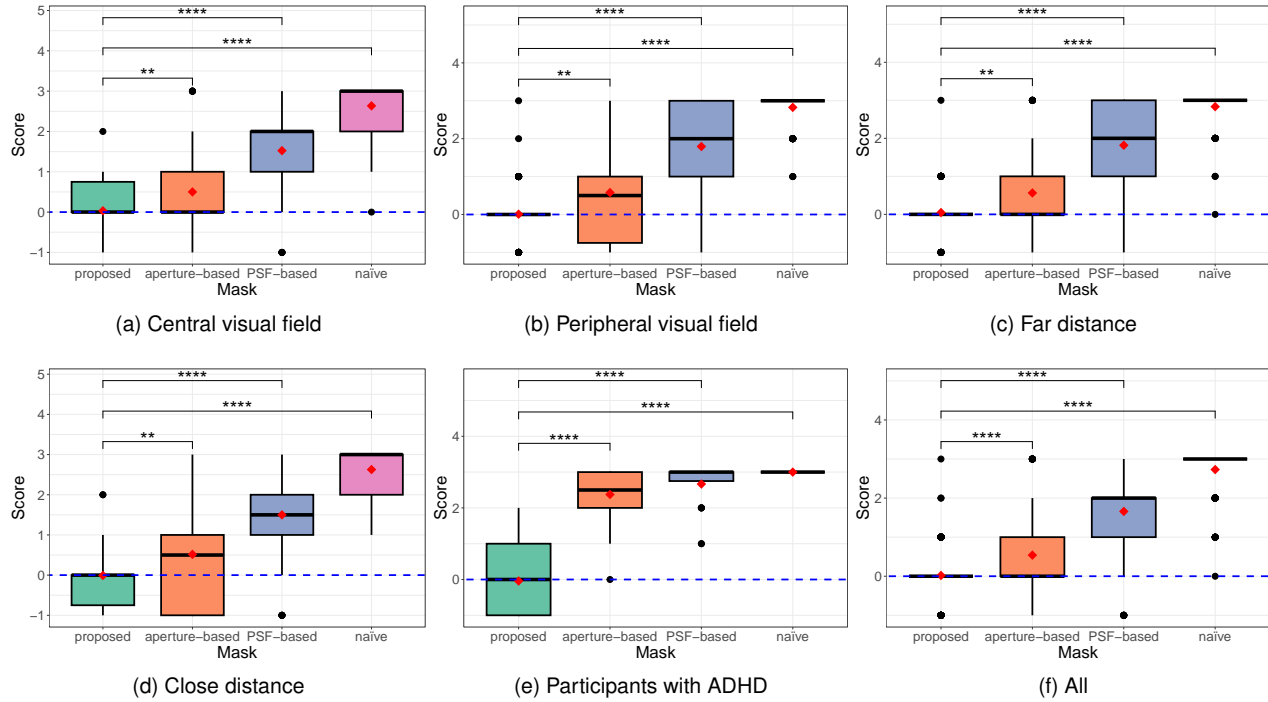 ****
****
**
5
4
3
2
1
0
−1
Score
proposed aperture−based PSF−based naïve
Mask
(a) Central visual field
****
****
**
4
2
0
Score
proposed aperture−based PSF−based naïve
Mask
(b) Peripheral visual field
****
****
**
4
2
0
Score
proposed aperture−based PSF−based naïve
Mask
(c) Far distance
****
****
**
5
4
3
2
1
0
−1
Score
proposed aperture−based PSF−based naïve
Mask
(d) Close distance
****
****
****
4
2
0
Score
proposed aperture−based PSF−based naïve
Mask
(e) Participants with ADHD
****
****
****
4
2
0
Score
proposed aperture−based PSF−based naïve
Mask
(f) All